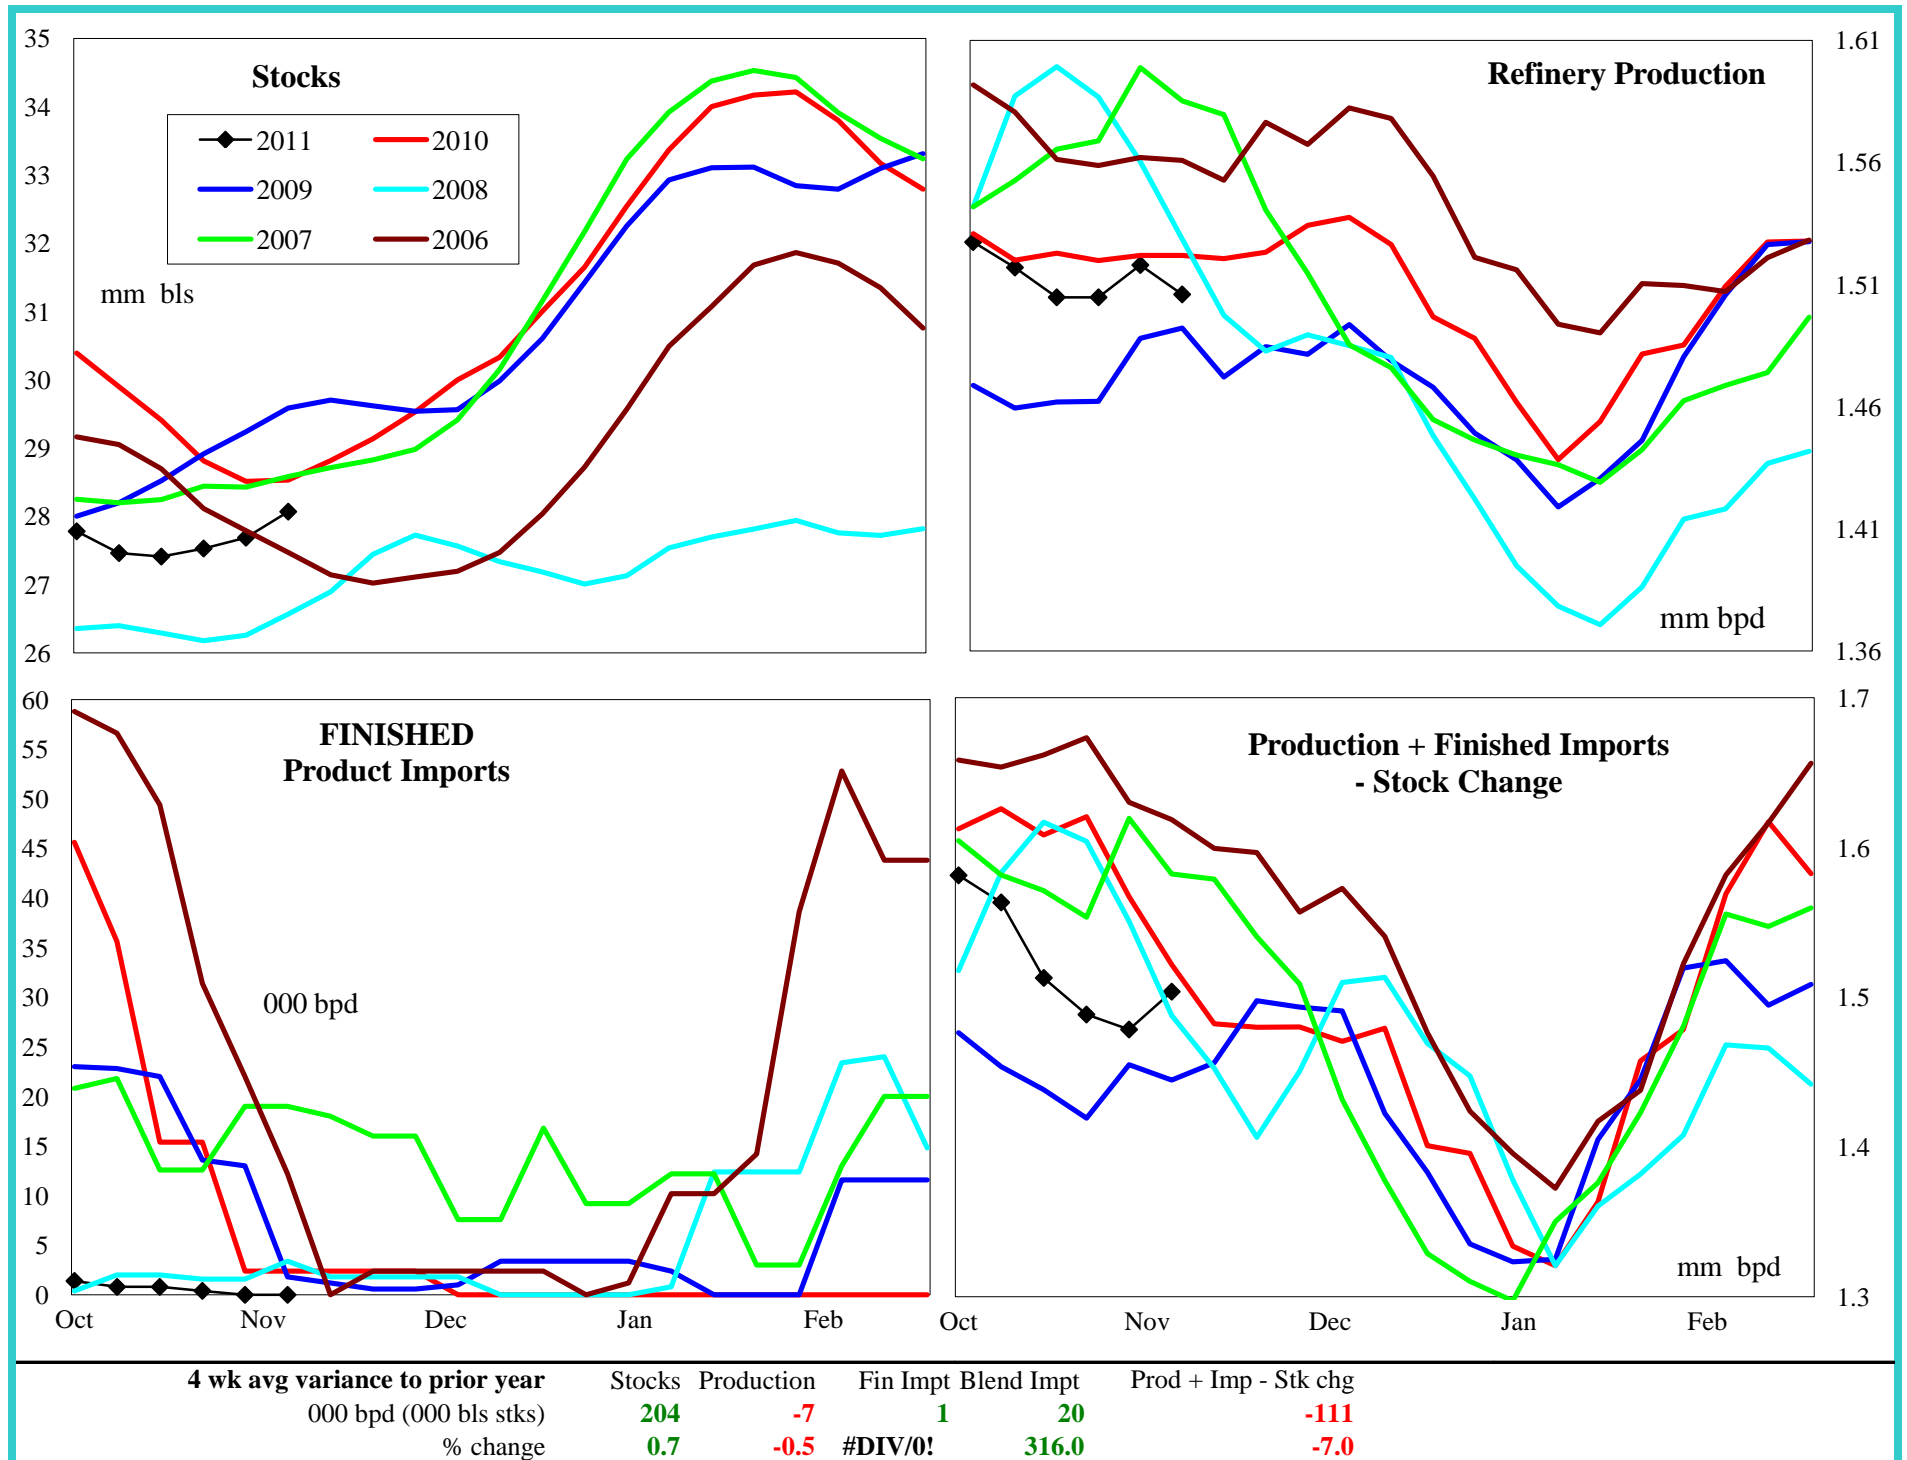 35
34
33
32
31
30
29
28
27
26
Stocks
2011
2010
2009
2008
2007
2006
mm bls
Refinery Production
mm bpd
1.61
1.56
1.51
1.46
1.41
1.36
60
55
50
45
40
35
30
25
20
15
10
5
0
FINISHED
Product Imports
000 bpd
Oct Nov Dec Jan Feb
Production + Finished Imports
- Stock Change
mm bpd
1.7
1.6
1.5
1.4
1.3
Oct Nov Dec Jan Feb
4 wk avg variance to prior year Stocks Production Fin Impt Blend Impt Prod + Imp - Stk chg
000 bpd (000 bls stks) 204 -7 1 20 -111
% change 0.7 -0.5 #DIV/0! 316.0 -7.0